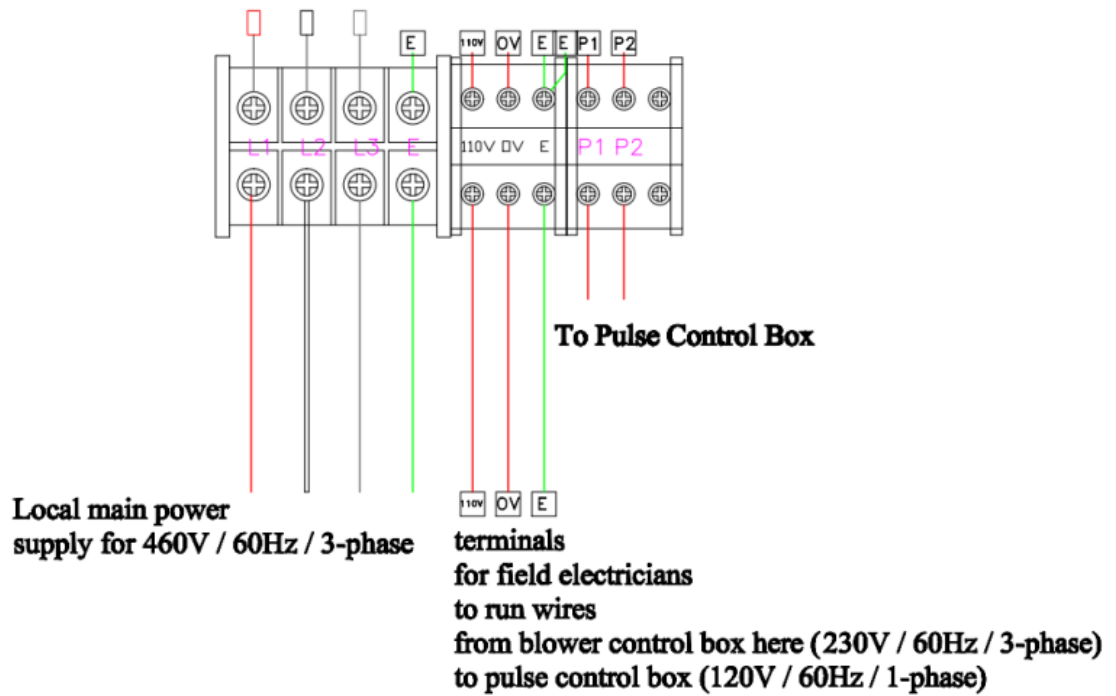 E 110V 0V E E P1 P2
L1 L2 L3 E 110V 0V E P1 P2
To Pulse Control Box
110V 0V E
Local main power
supply for 460V / 60Hz / 3-phase
terminals
for field electricians
to run wires
from blower control box here (230V / 60Hz / 3-phase)
to pulse control box (120V / 60Hz / 1-phase)